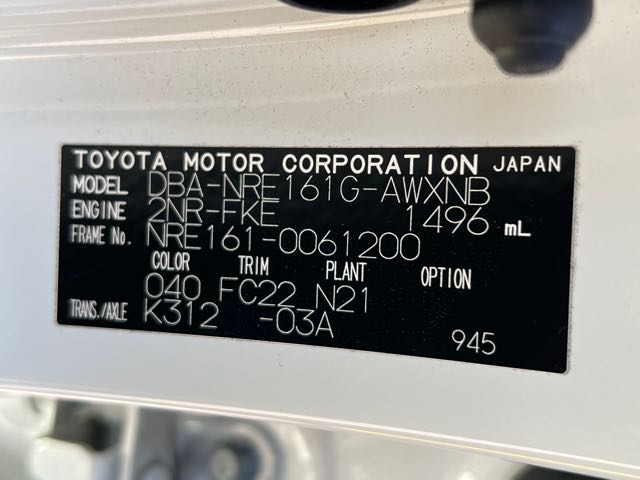 TOYOTA MOTOR CORPORATION JAPAN
MODEL DBA-NRE161G-AWXNB
ENGINE 2NR-FKE 1496 mL
FRAME No. NRE161-0061200
COLOR TRIM PLANT OPTION
040 FC22 N21
TRANS./AXLE K312 -03A
945